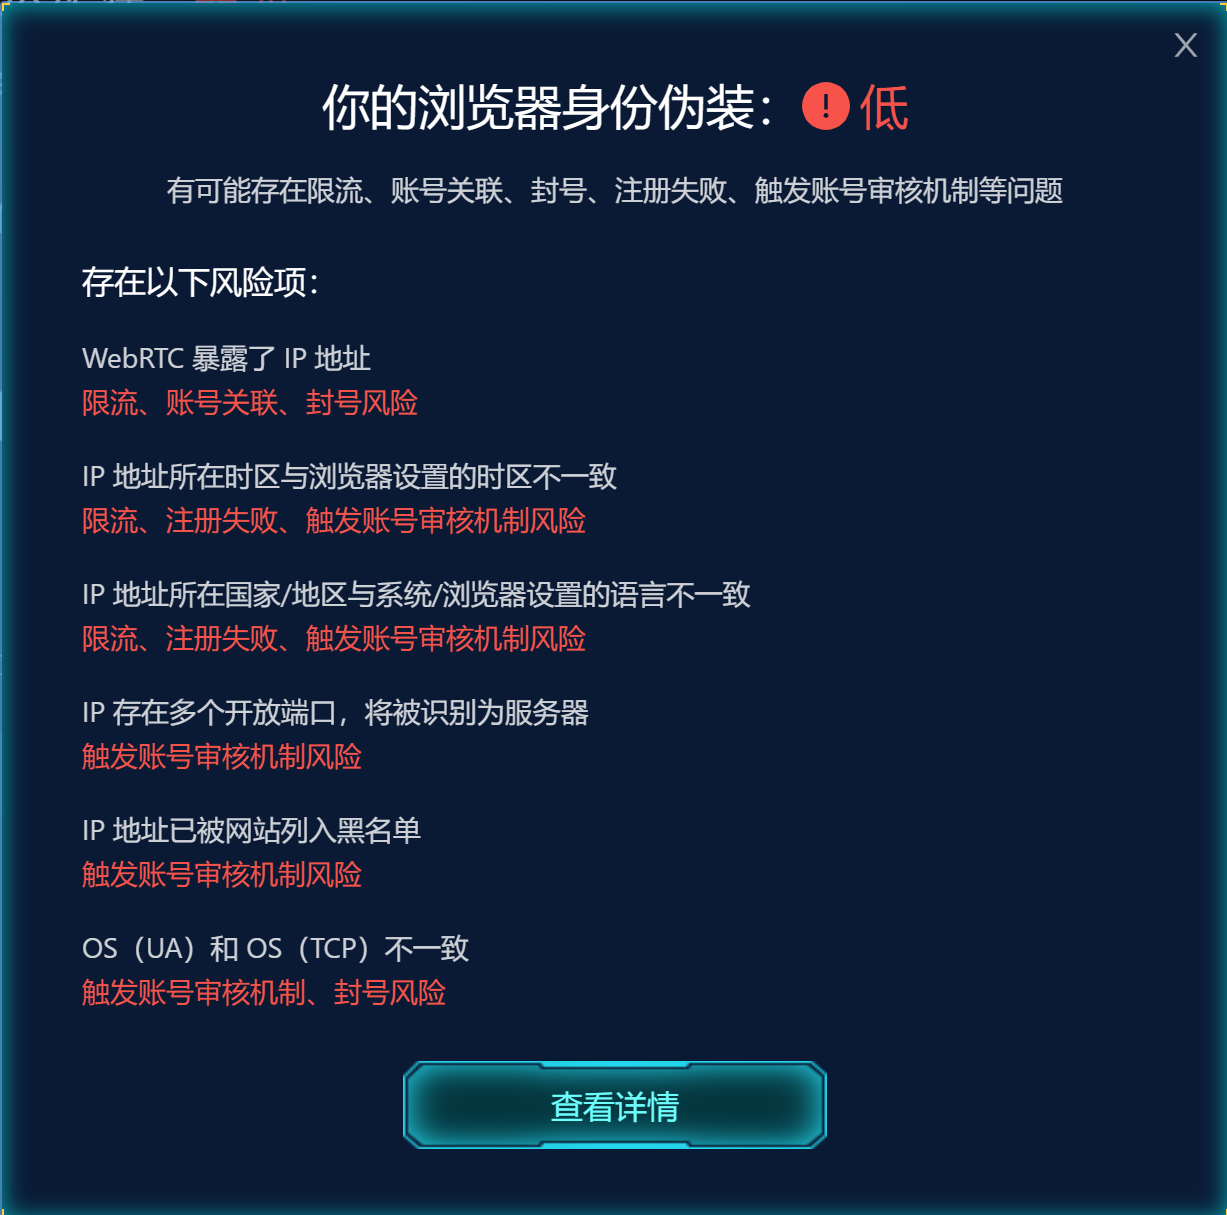 你的浏览器身份伪装：低
有可能存在限流、账号关联、封号、注册失败、触发账号审核机制等问题
存在以下风险项：
WebRTC 暴露了 IP 地址
限流、账号关联、封号风险
IP 地址所在时区与浏览器设置的时区不一致
限流、注册失败、触发账号审核机制风险
IP 地址所在国家/地区与系统/浏览器设置的语言不一致
限流、注册失败、触发账号审核机制风险
IP 存在多个开放端口，将被识别为服务器
触发账号审核机制风险
IP 地址已被网站列入黑名单
触发账号审核机制风险
OS（UA）和 OS（TCP）不一致
触发账号审核机制、封号风险
查看详情